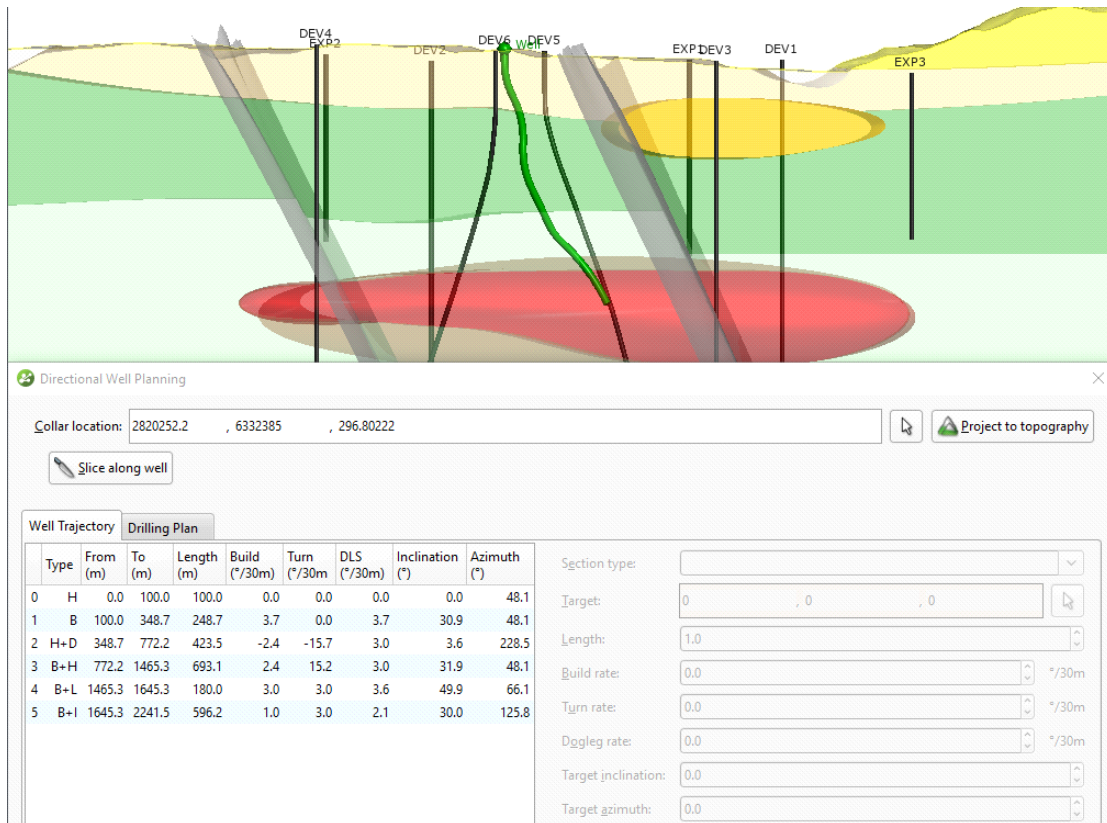 DEV4
EXP2
DEV2
DEV6
Well
DEV5
EXP1
DEV3
DEV1
EXP3
Directional Well Planning
Collar location: 2820252.2 , 6332385 , 296.80222
Project to topography
Slice along well
Well Trajectory Drilling Plan
Type From (m) To (m) Length (m) Build (°/30m) Turn (°/30m DLS (°/30m) Inclination (°) Azimuth (°)
0 H 0.0 100.0 100.0 0.0 0.0 0.0 0.0 48.1
1 B 100.0 348.7 248.7 3.7 0.0 3.7 30.9 48.1
2 H+D 348.7 772.2 423.5 -2.4 -15.7 3.0 3.6 228.5
3 B+H 772.2 1465.3 693.1 2.4 15.2 3.0 31.9 48.1
4 B+L 1465.3 1645.3 180.0 3.0 3.0 3.6 49.9 66.1
5 B+I 1645.3 2241.5 596.2 1.0 3.0 2.1 30.0 125.8
Section type:
Target: 0 , 0 , 0
Length: 1.0
Build rate: 0.0 °/30m
Turn rate: 0.0 °/30m
Dogleg rate: 0.0 °/30m
Target inclination: 0.0
Target azimuth: 0.0